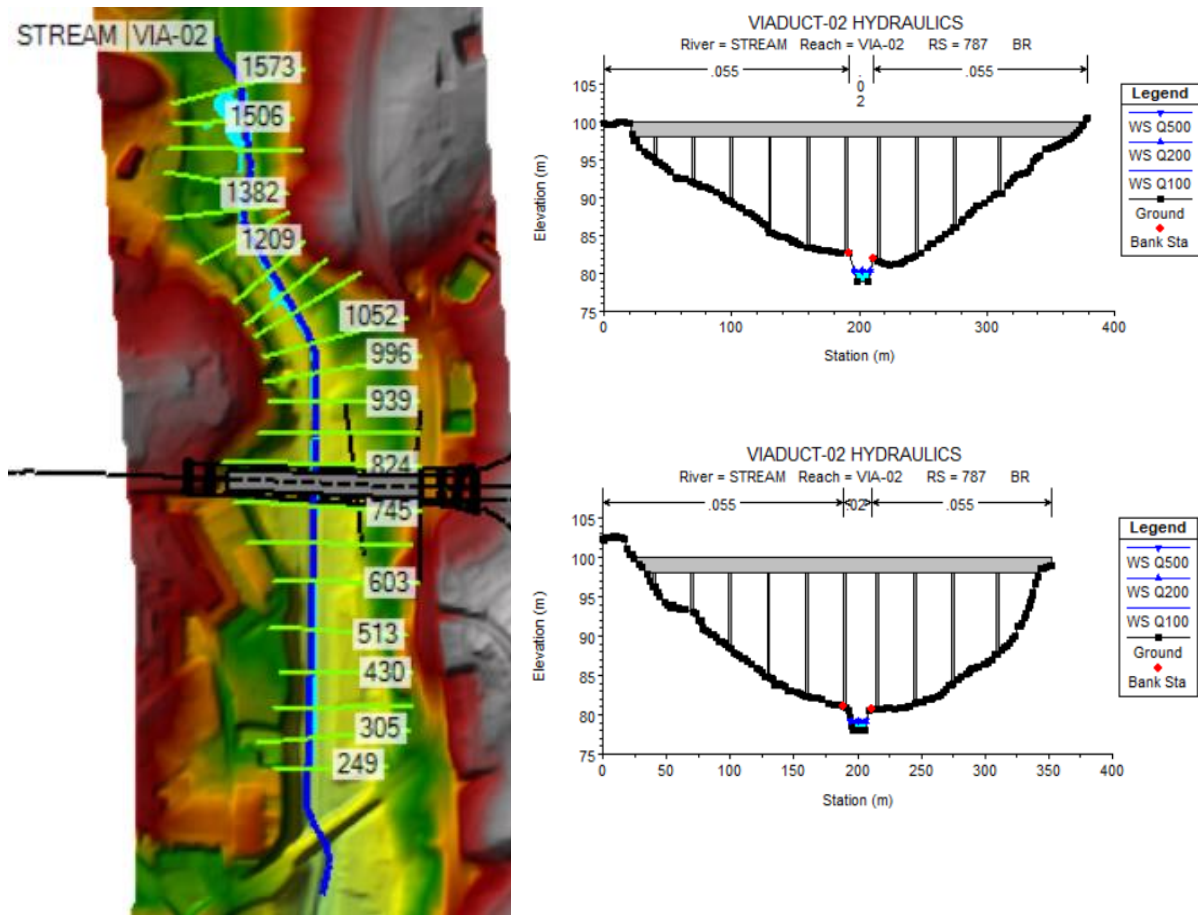 STREAM VIA-02
1573
1506
1382
1209
1052
996
939
824
745
603
513
430
305
249
VIADUCT-02 HYDRAULICS
River = STREAM Reach = VIA-02 RS = 787 BR
.055
.02
.055
105
100
95
90
85
80
75
0
100
200
300
400
Elevation (m)
Station (m)
Legend
WS Q500
WS Q200
WS Q100
Ground
Bank Sta
VIADUCT-02 HYDRAULICS
River = STREAM Reach = VIA-02 RS = 787 BR
.055
.02
.055
105
100
95
90
85
80
75
0
50
100
150
200
250
300
350
400
Elevation (m)
Station (m)
Legend
WS Q500
WS Q200
WS Q100
Ground
Bank Sta